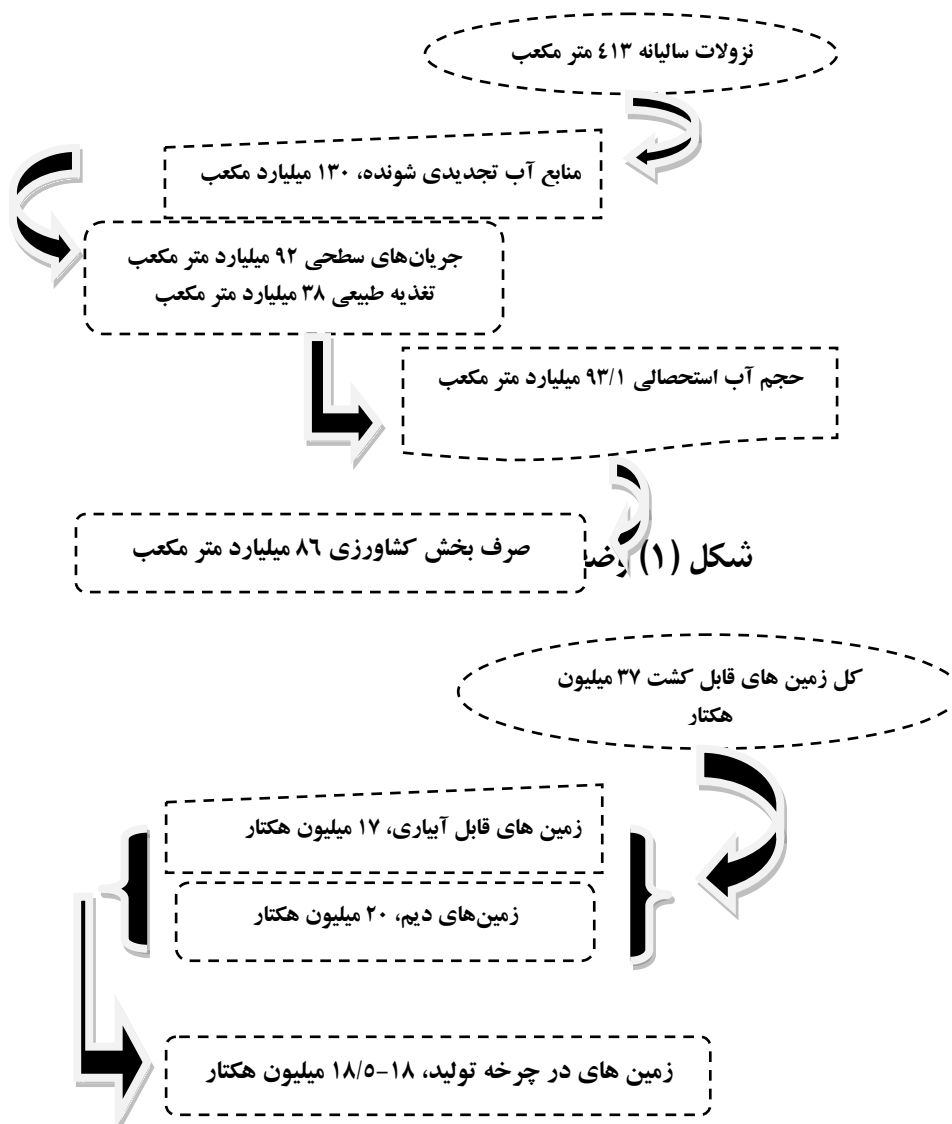 نزولات سالیانه ٤١٣ متر مکعب
منابع آب تجدیدی شونده، ۱۳۰ میلیارد مکعب
جریان‌های سطحی ۹۲ میلیارد متر مکعب
تغذیه طبیعی ۳۸ میلیارد متر مکعب
حجم آب استحصالی ۹۳/۱ میلیارد متر مکعب
صرف بخش کشاورزی ۸٦ میلیارد متر مکعب
شکل (۱)
کل زمین های قابل کشت ۳۷ میلیون
هکتار
زمین های قابل آبیاری، ۱۷ میلیون هکتار
زمین‌های دیم، ۲۰ میلیون هکتار
زمین های در چرخه تولید، ۱۸-۱۸/٥ میلیون هکتار